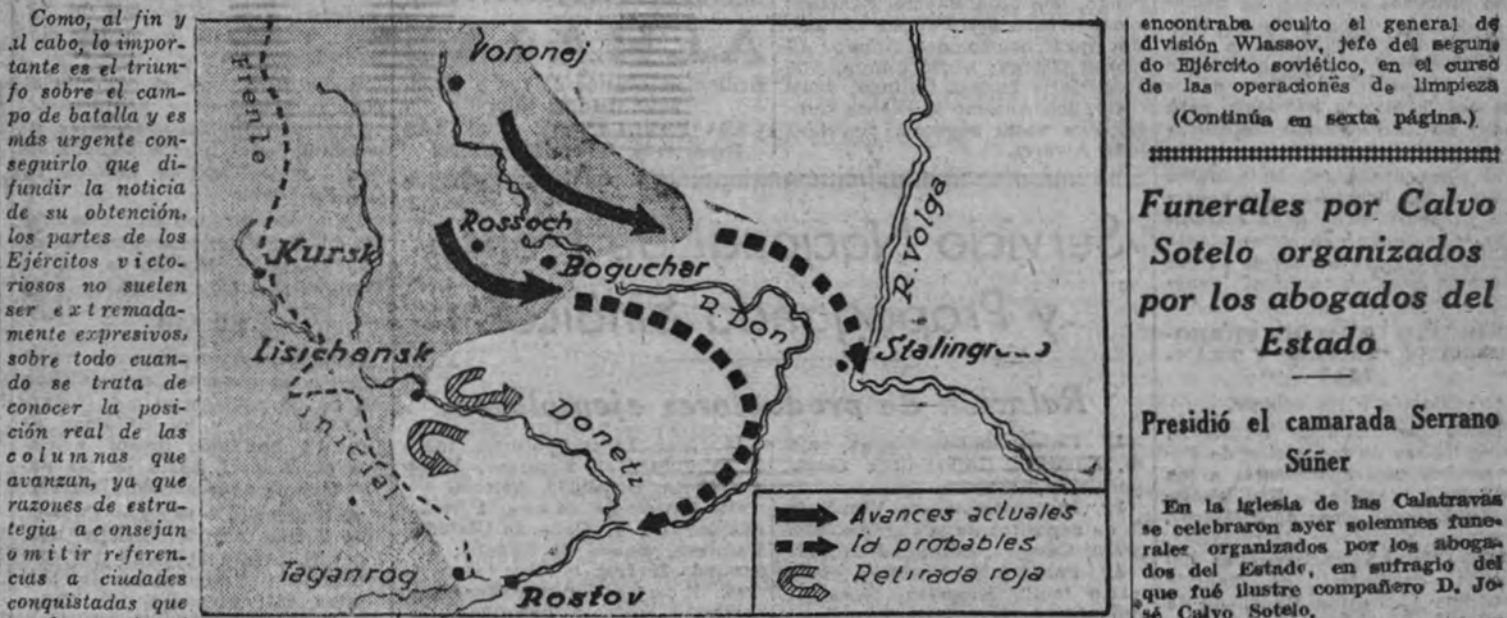 Como, al fin y
al cabo, lo impor-
tante es el triun-
fo sobre el cam-
po de batalla y es
más urgente con-
seguirlo que di-
fundir la noticia
de su obtención,
los partes de los
Ejércitos victo-
riosos no suelen
ser extremada-
mente expresivos,
sobre todo cuan-
do se trata de
conocer la posi-
ción real de las
columnas que
avanzan, ya que
razones de estra-
tegia aconsejan
omitir referen-
cias a ciudades
conquistadas que
Frente
Voronej
Kursk
Rossoch
Boguchar
R. Don
R. Volga
Lisichansk
Stalingrado
Inicial
Donetz
Taganrog
Rostov
Avances actuales
Id probables
Retirada roja
encontraba oculto el general de
división Wlassov, jefe del segun-
do Ejército soviético, en el curso
de las operaciones de limpieza
(Continúa en sexta página.)
Funerales por Calvo
Sotelo organizados
por los abogados del
Estado
Presidió el camarada Serrano
Súñer
En la iglesia de las Calatravas
se celebraron ayer solemnes fune-
rales organizados por los aboga-
dos del Estado, en sufragio del
que fué ilustre compañero D. Jo-
sé Calvo Sotelo.